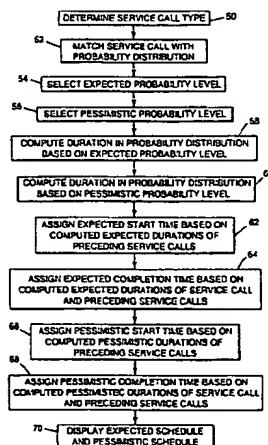 DETERMINE SERVICE CALL TYPE
50
52
MATCH SERVICE CALL WITH
PROBABILITY DISTRIBUTION
54
SELECT EXPECTED PROBABILITY LEVEL
56
SELECT PESSIMISTIC PROBABILITY LEVEL
58
COMPUTE DURATION IN PROBABILITY DISTRIBUTION
BASED ON EXPECTED PROBABILITY LEVEL
6
COMPUTE DURATION IN PROBABILITY DISTRIBUTION
BASED ON PESSIMISTIC PROBABILITY LEVEL
62
ASSIGN EXPECTED START TIME BASED ON
COMPUTED EXPECTED DURATIONS OF
PRECEDING SERVICE CALLS
64
ASSIGN EXPECTED COMPLETION TIME BASED ON
COMPUTED EXPECTED DURATIONS OF SERVICE CALL
AND PRECEDING SERVICE CALLS
66
ASSIGN PESSIMISTIC START TIME BASED ON
COMPUTED PESSIMISTIC DURATIONS OF
PRECEDING SERVICE CALLS
68
ASSIGN PESSIMISTIC COMPLETION TIME BASED ON
COMPUTED PESSIMISTIC DURATIONS OF SERVICE CALL
AND PRECEDING SERVICE CALLS
70
DISPLAY EXPECTED SCHEDULE
AND PESSIMISTIC SCHEDULE